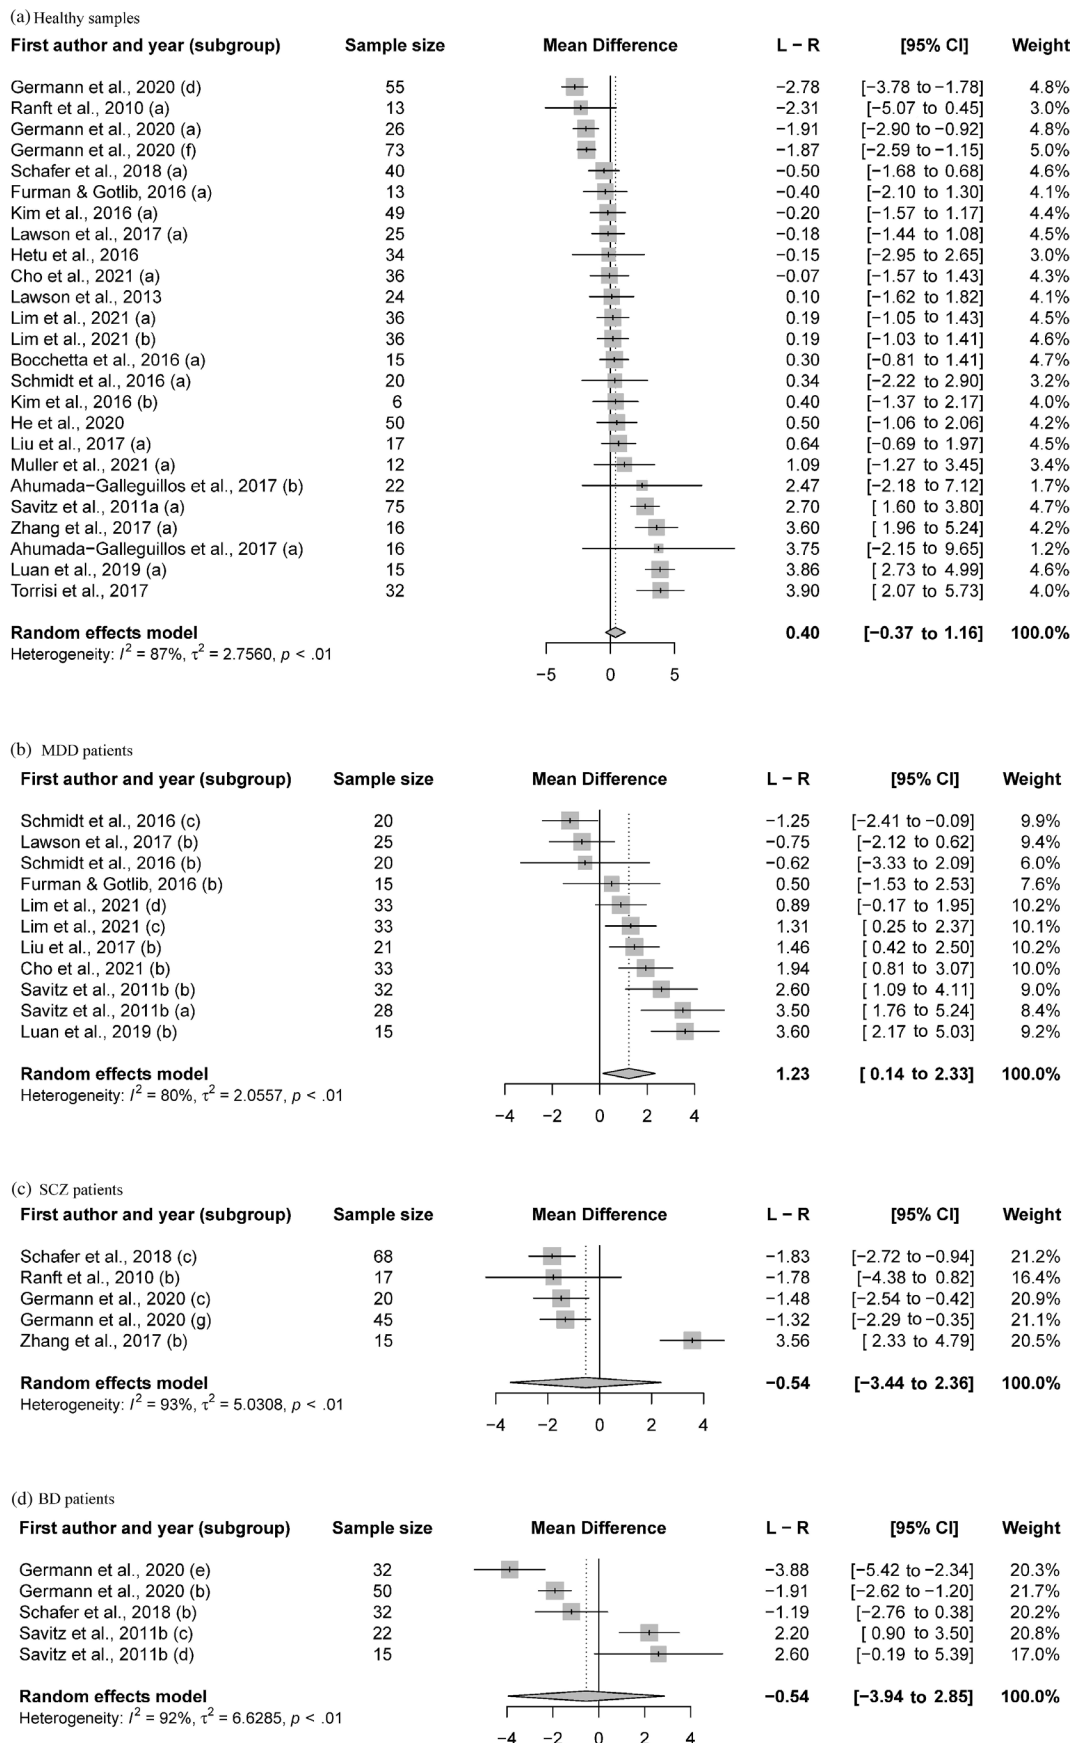 (a) Healthy samples
First author and year (subgroup) Sample size Mean Difference L − R [95% CI] Weight
Germann et al., 2020 (d) 55 −2.78 [−3.78 to −1.78] 4.8%
Ranft et al., 2010 (a) 13 −2.31 [−5.07 to 0.45] 3.0%
Germann et al., 2020 (a) 26 −1.91 [−2.90 to −0.92] 4.8%
Germann et al., 2020 (f) 73 −1.87 [−2.59 to −1.15] 5.0%
Schafer et al., 2018 (a) 40 −0.50 [−1.68 to 0.68] 4.6%
Furman & Gotlib, 2016 (a) 13 −0.40 [−2.10 to 1.30] 4.1%
Kim et al., 2016 (a) 49 −0.20 [−1.57 to 1.17] 4.4%
Lawson et al., 2017 (a) 25 −0.18 [−1.44 to 1.08] 4.5%
Hetu et al., 2016 34 −0.15 [−2.95 to 2.65] 3.0%
Cho et al., 2021 (a) 36 −0.07 [−1.57 to 1.43] 4.3%
Lawson et al., 2013 24 0.10 [−1.62 to 1.82] 4.1%
Lim et al., 2021 (a) 36 0.19 [−1.05 to 1.43] 4.5%
Lim et al., 2021 (b) 36 0.19 [−1.03 to 1.41] 4.6%
Bocchetta et al., 2016 (a) 15 0.30 [−0.81 to 1.41] 4.7%
Schmidt et al., 2016 (a) 20 0.34 [−2.22 to 2.90] 3.2%
Kim et al., 2016 (b) 6 0.40 [−1.37 to 2.17] 4.0%
He et al., 2020 50 0.50 [−1.06 to 2.06] 4.2%
Liu et al., 2017 (a) 17 0.64 [−0.69 to 1.97] 4.5%
Muller et al., 2021 (a) 12 1.09 [−1.27 to 3.45] 3.4%
Ahumada−Galleguillos et al., 2017 (b) 22 2.47 [−2.18 to 7.12] 1.7%
Savitz et al., 2011a (a) 75 2.70 [ 1.60 to 3.80] 4.7%
Zhang et al., 2017 (a) 16 3.60 [ 1.96 to 5.24] 4.2%
Ahumada−Galleguillos et al., 2017 (a) 16 3.75 [−2.15 to 9.65] 1.2%
Luan et al., 2019 (a) 15 3.86 [ 2.73 to 4.99] 4.6%
Torrisi et al., 2017 32 3.90 [ 2.07 to 5.73] 4.0%
Random effects model 0.40 [−0.37 to 1.16] 100.0%
Heterogeneity: I² = 87%, τ² = 2.7560, p < .01
−5 0 5
(b) MDD patients
First author and year (subgroup) Sample size Mean Difference L − R [95% CI] Weight
Schmidt et al., 2016 (c) 20 −1.25 [−2.41 to −0.09] 9.9%
Lawson et al., 2017 (b) 25 −0.75 [−2.12 to 0.62] 9.4%
Schmidt et al., 2016 (b) 20 −0.62 [−3.33 to 2.09] 6.0%
Furman & Gotlib, 2016 (b) 15 0.50 [−1.53 to 2.53] 7.6%
Lim et al., 2021 (d) 33 0.89 [−0.17 to 1.95] 10.2%
Lim et al., 2021 (c) 33 1.31 [ 0.25 to 2.37] 10.1%
Liu et al., 2017 (b) 21 1.46 [ 0.42 to 2.50] 10.2%
Cho et al., 2021 (b) 33 1.94 [ 0.81 to 3.07] 10.0%
Savitz et al., 2011b (b) 32 2.60 [ 1.09 to 4.11] 9.0%
Savitz et al., 2011b (a) 28 3.50 [ 1.76 to 5.24] 8.4%
Luan et al., 2019 (b) 15 3.60 [ 2.17 to 5.03] 9.2%
Random effects model 1.23 [ 0.14 to 2.33] 100.0%
Heterogeneity: I² = 80%, τ² = 2.0557, p < .01
−4 −2 0 2 4
(c) SCZ patients
First author and year (subgroup) Sample size Mean Difference L − R [95% CI] Weight
Schafer et al., 2018 (c) 68 −1.83 [−2.72 to −0.94] 21.2%
Ranft et al., 2010 (b) 17 −1.78 [−4.38 to 0.82] 16.4%
Germann et al., 2020 (c) 20 −1.48 [−2.54 to −0.42] 20.9%
Germann et al., 2020 (g) 45 −1.32 [−2.29 to −0.35] 21.1%
Zhang et al., 2017 (b) 15 3.56 [ 2.33 to 4.79] 20.5%
Random effects model −0.54 [−3.44 to 2.36] 100.0%
Heterogeneity: I² = 93%, τ² = 5.0308, p < .01
−4 −2 0 2 4
(d) BD patients
First author and year (subgroup) Sample size Mean Difference L − R [95% CI] Weight
Germann et al., 2020 (e) 32 −3.88 [−5.42 to −2.34] 20.3%
Germann et al., 2020 (b) 50 −1.91 [−2.62 to −1.20] 21.7%
Schafer et al., 2018 (b) 32 −1.19 [−2.76 to 0.38] 20.2%
Savitz et al., 2011b (c) 22 2.20 [ 0.90 to 3.50] 20.8%
Savitz et al., 2011b (d) 15 2.60 [−0.19 to 5.39] 17.0%
Random effects model −0.54 [−3.94 to 2.85] 100.0%
Heterogeneity: I² = 92%, τ² = 6.6285, p < .01
−4 −2 0 2 4